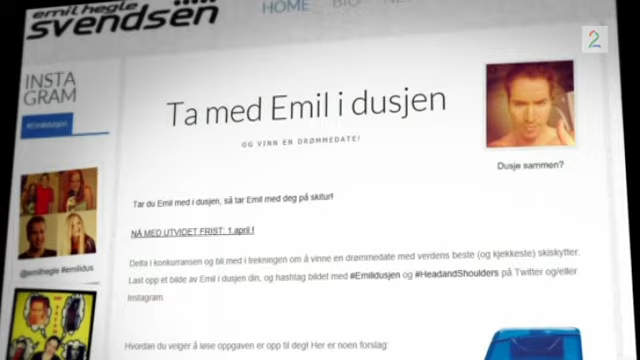 emil hegle
svendsen
HOME
BIO
2
INSTA
GRAM
#Emilidusjen
Ta med Emil i dusjen
OG VINN EN DRØMMEDATE!
Dusje sammen?
Tar du Emil med i dusjen, så tar Emil med deg på skitur!
NÅ MED UTVIDET FRIST: 1.april !
Delta i konkurransen og bli med i trekningen om å vinne en drømmedate med verdens beste (og kjekkeste) skiskytter.
Last opp et bilde av Emil i dusjen din, og hashtag bildet med #Emilidusjen og #HeadandShoulders på Twitter og/eller
Instagram.
@emilhegle #emilidus
Hvordan du velger å løse oppgaven er opp til deg! Her er noen forslag: